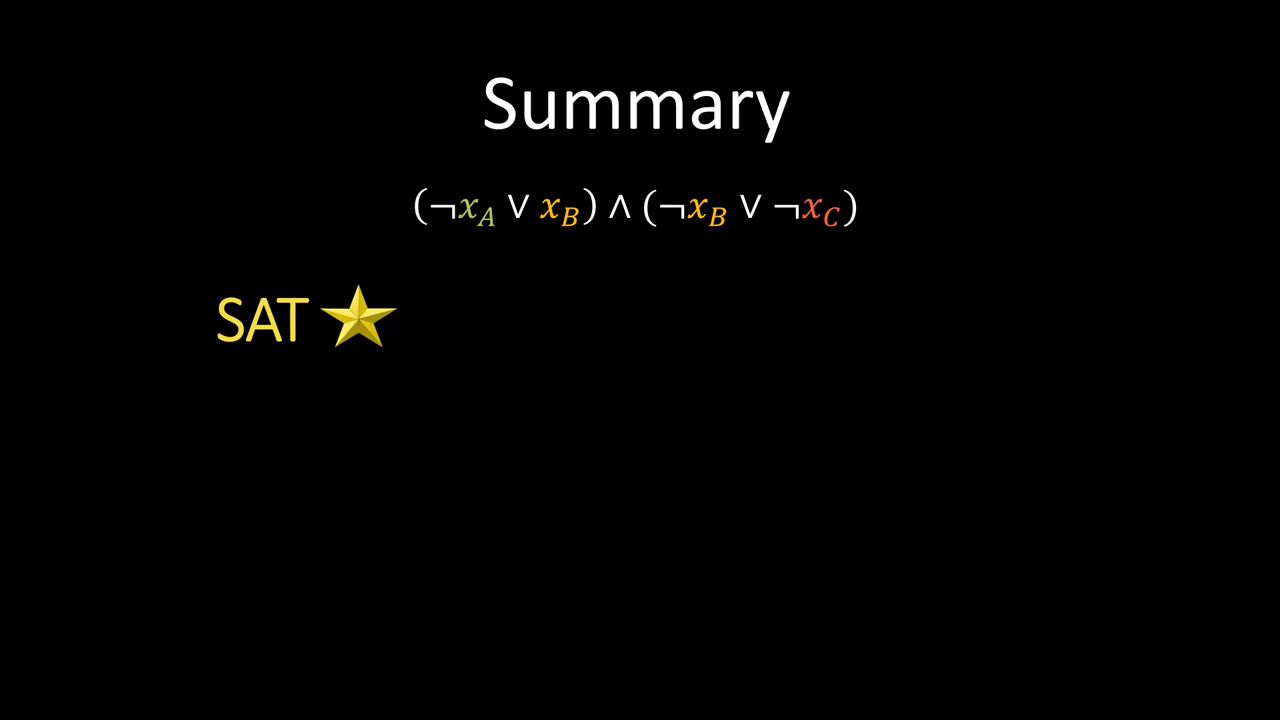 Summary
(¬x_A ∨ x_B) ∧ (¬x_B ∨ ¬x_C)
SAT